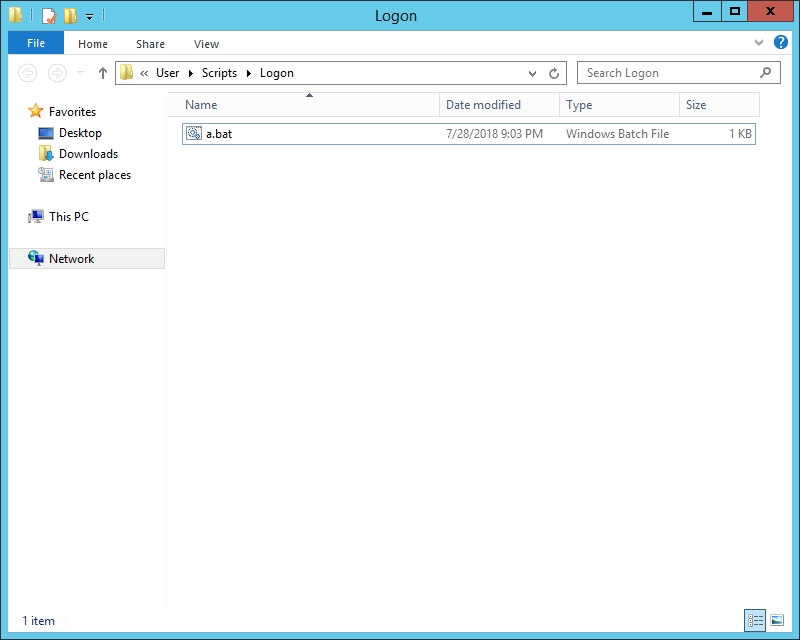 Logon
File Home Share View
« User Scripts Logon Search Logon
Name Date modified Type Size
a.bat 7/28/2018 9:03 PM Windows Batch File 1 KB
Favorites
Desktop
Downloads
Recent places
This PC
Network
1 item